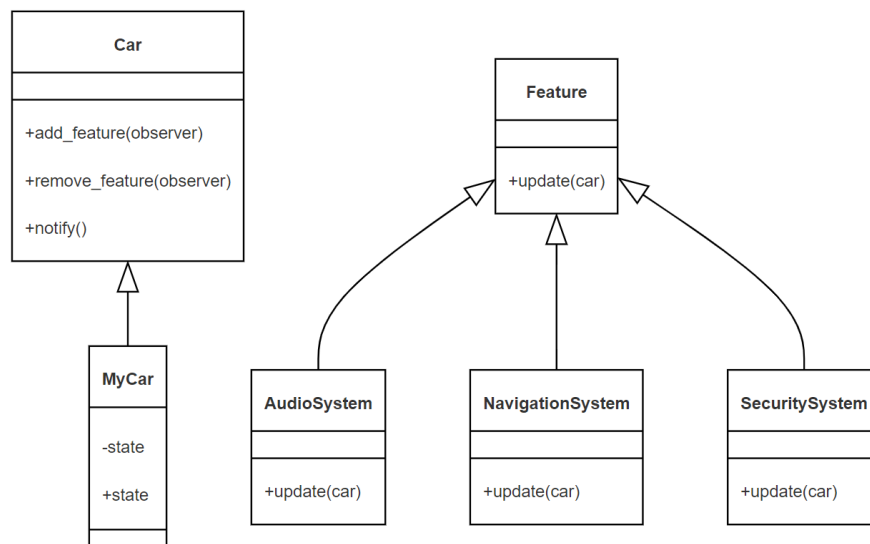 Car
+add_feature(observer)
+remove_feature(observer)
+notify()
MyCar
-state
+state
Feature
+update(car)
AudioSystem
+update(car)
NavigationSystem
+update(car)
SecuritySystem
+update(car)